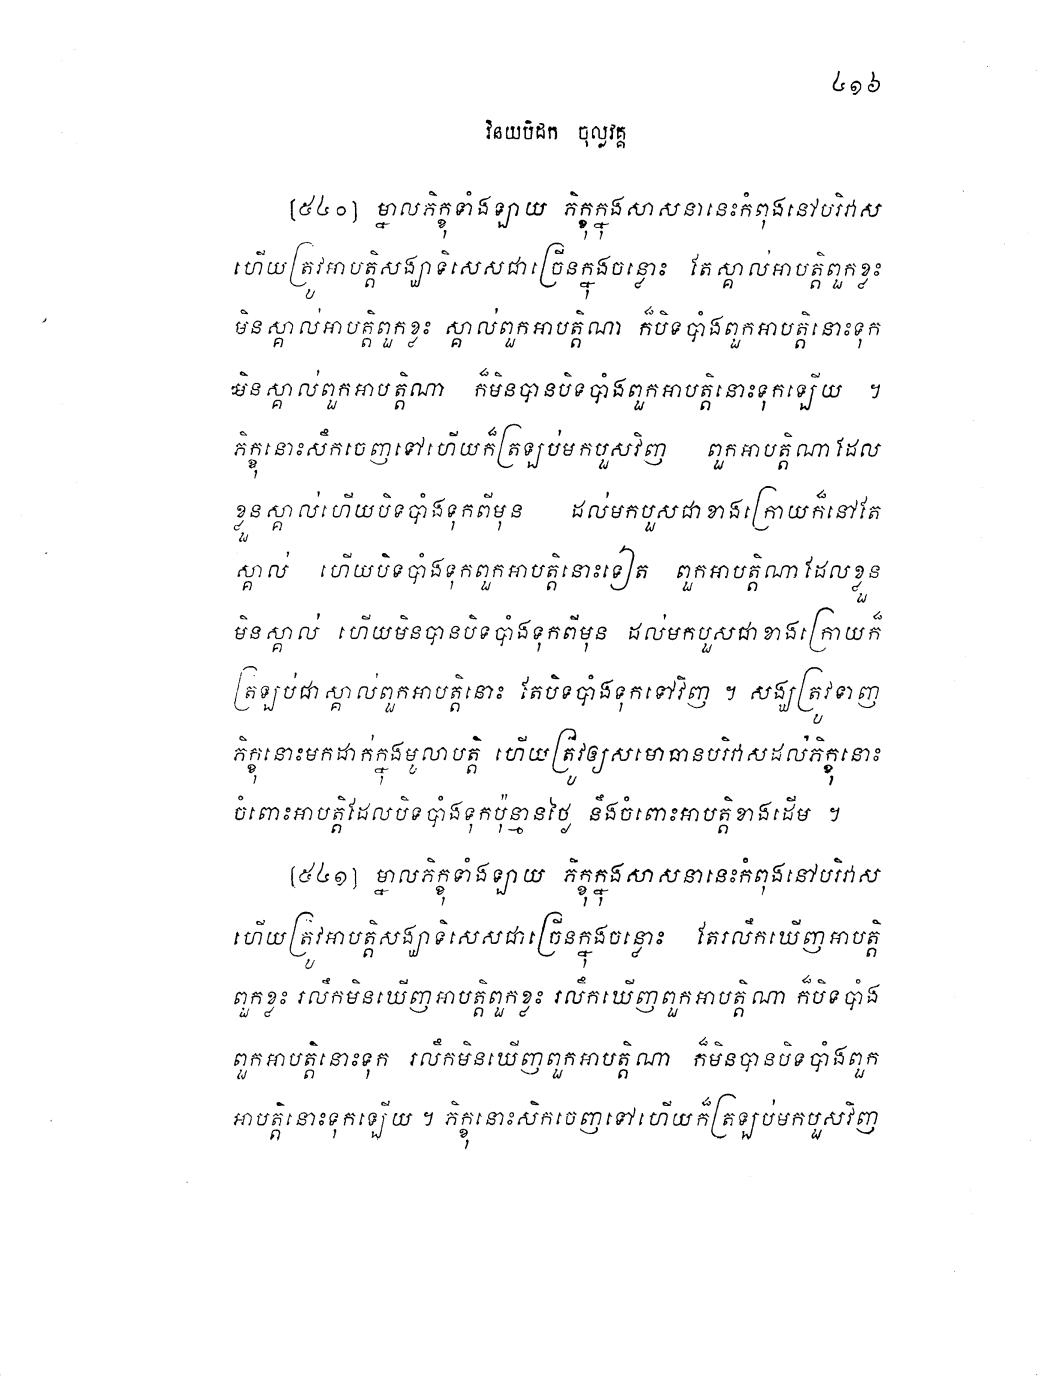 ៤១៦
វិនយបិដក ចុល្លវគ្គ
[៥៤០] ម្នាលភិក្ខុទាំងឡាយ ភិក្ខុក្នុងសាសនានេះកំពុងនៅបរិវាស
ហើយត្រូវអាបត្តិសង្ឃាទិសេសជាច្រើនក្នុងចន្លោះ តែស្គាល់អាបត្តិពួកខ្លះ
មិនស្គាល់អាបត្តិពួកខ្លះ ស្គាល់ពួកអាបត្តិណា ក៏បិទបាំងពួកអាបត្តិនោះទុក
មិនស្គាល់ពួកអាបត្តិណា ក៏មិនបានបិទបាំងពួកអាបត្តិនោះទុកឡើយ ។
ភិក្ខុនោះសឹកចេញទៅហើយក៏ត្រឡប់មកបួសវិញ ពួកអាបត្តិណាដែល
ខ្លួនស្គាល់ហើយបិទបាំងទុកពីមុន ដល់មកបួសជាខាងក្រោយក៏នៅតែ
ស្គាល់ ហើយបិទបាំងទុកពួកអាបត្តិនោះទៀត ពួកអាបត្តិណាដែលខ្លួន
មិនស្គាល់ ហើយមិនបានបិទបាំងទុកពីមុន ដល់មកបួសជាខាងក្រោយក៏
ត្រឡប់ជាស្គាល់ពួកអាបត្តិនោះ តែបិទបាំងទុកទៅវិញ ។ សង្ឃត្រូវទាញ
ភិក្ខុនោះមកដាក់ក្នុងមូលាបត្តិ ហើយត្រូវឲ្យសមោធានបរិវាសដល់ភិក្ខុនោះ
ចំពោះអាបត្តិដែលបិទបាំងទុកប៉ុន្មានថ្ងៃ នឹងចំពោះអាបត្តិខាងដើម ។
[៥៤១] ម្នាលភិក្ខុទាំងឡាយ ភិក្ខុក្នុងសាសនានេះកំពុងនៅបរិវាស
ហើយត្រូវអាបត្តិសង្ឃាទិសេសជាច្រើនក្នុងចន្លោះ តែរលឹកឃើញអាបត្តិ
ពួកខ្លះ រលឹកមិនឃើញអាបត្តិពួកខ្លះ រលឹកឃើញពួកអាបត្តិណា ក៏បិទបាំង
ពួកអាបត្តិនោះទុក រលឹកមិនឃើញពួកអាបត្តិណា ក៏មិនបានបិទបាំងពួក
អាបត្តិនោះទុកឡើយ ។ ភិក្ខុនោះសឹកចេញទៅហើយក៏ត្រឡប់មកបួសវិញ